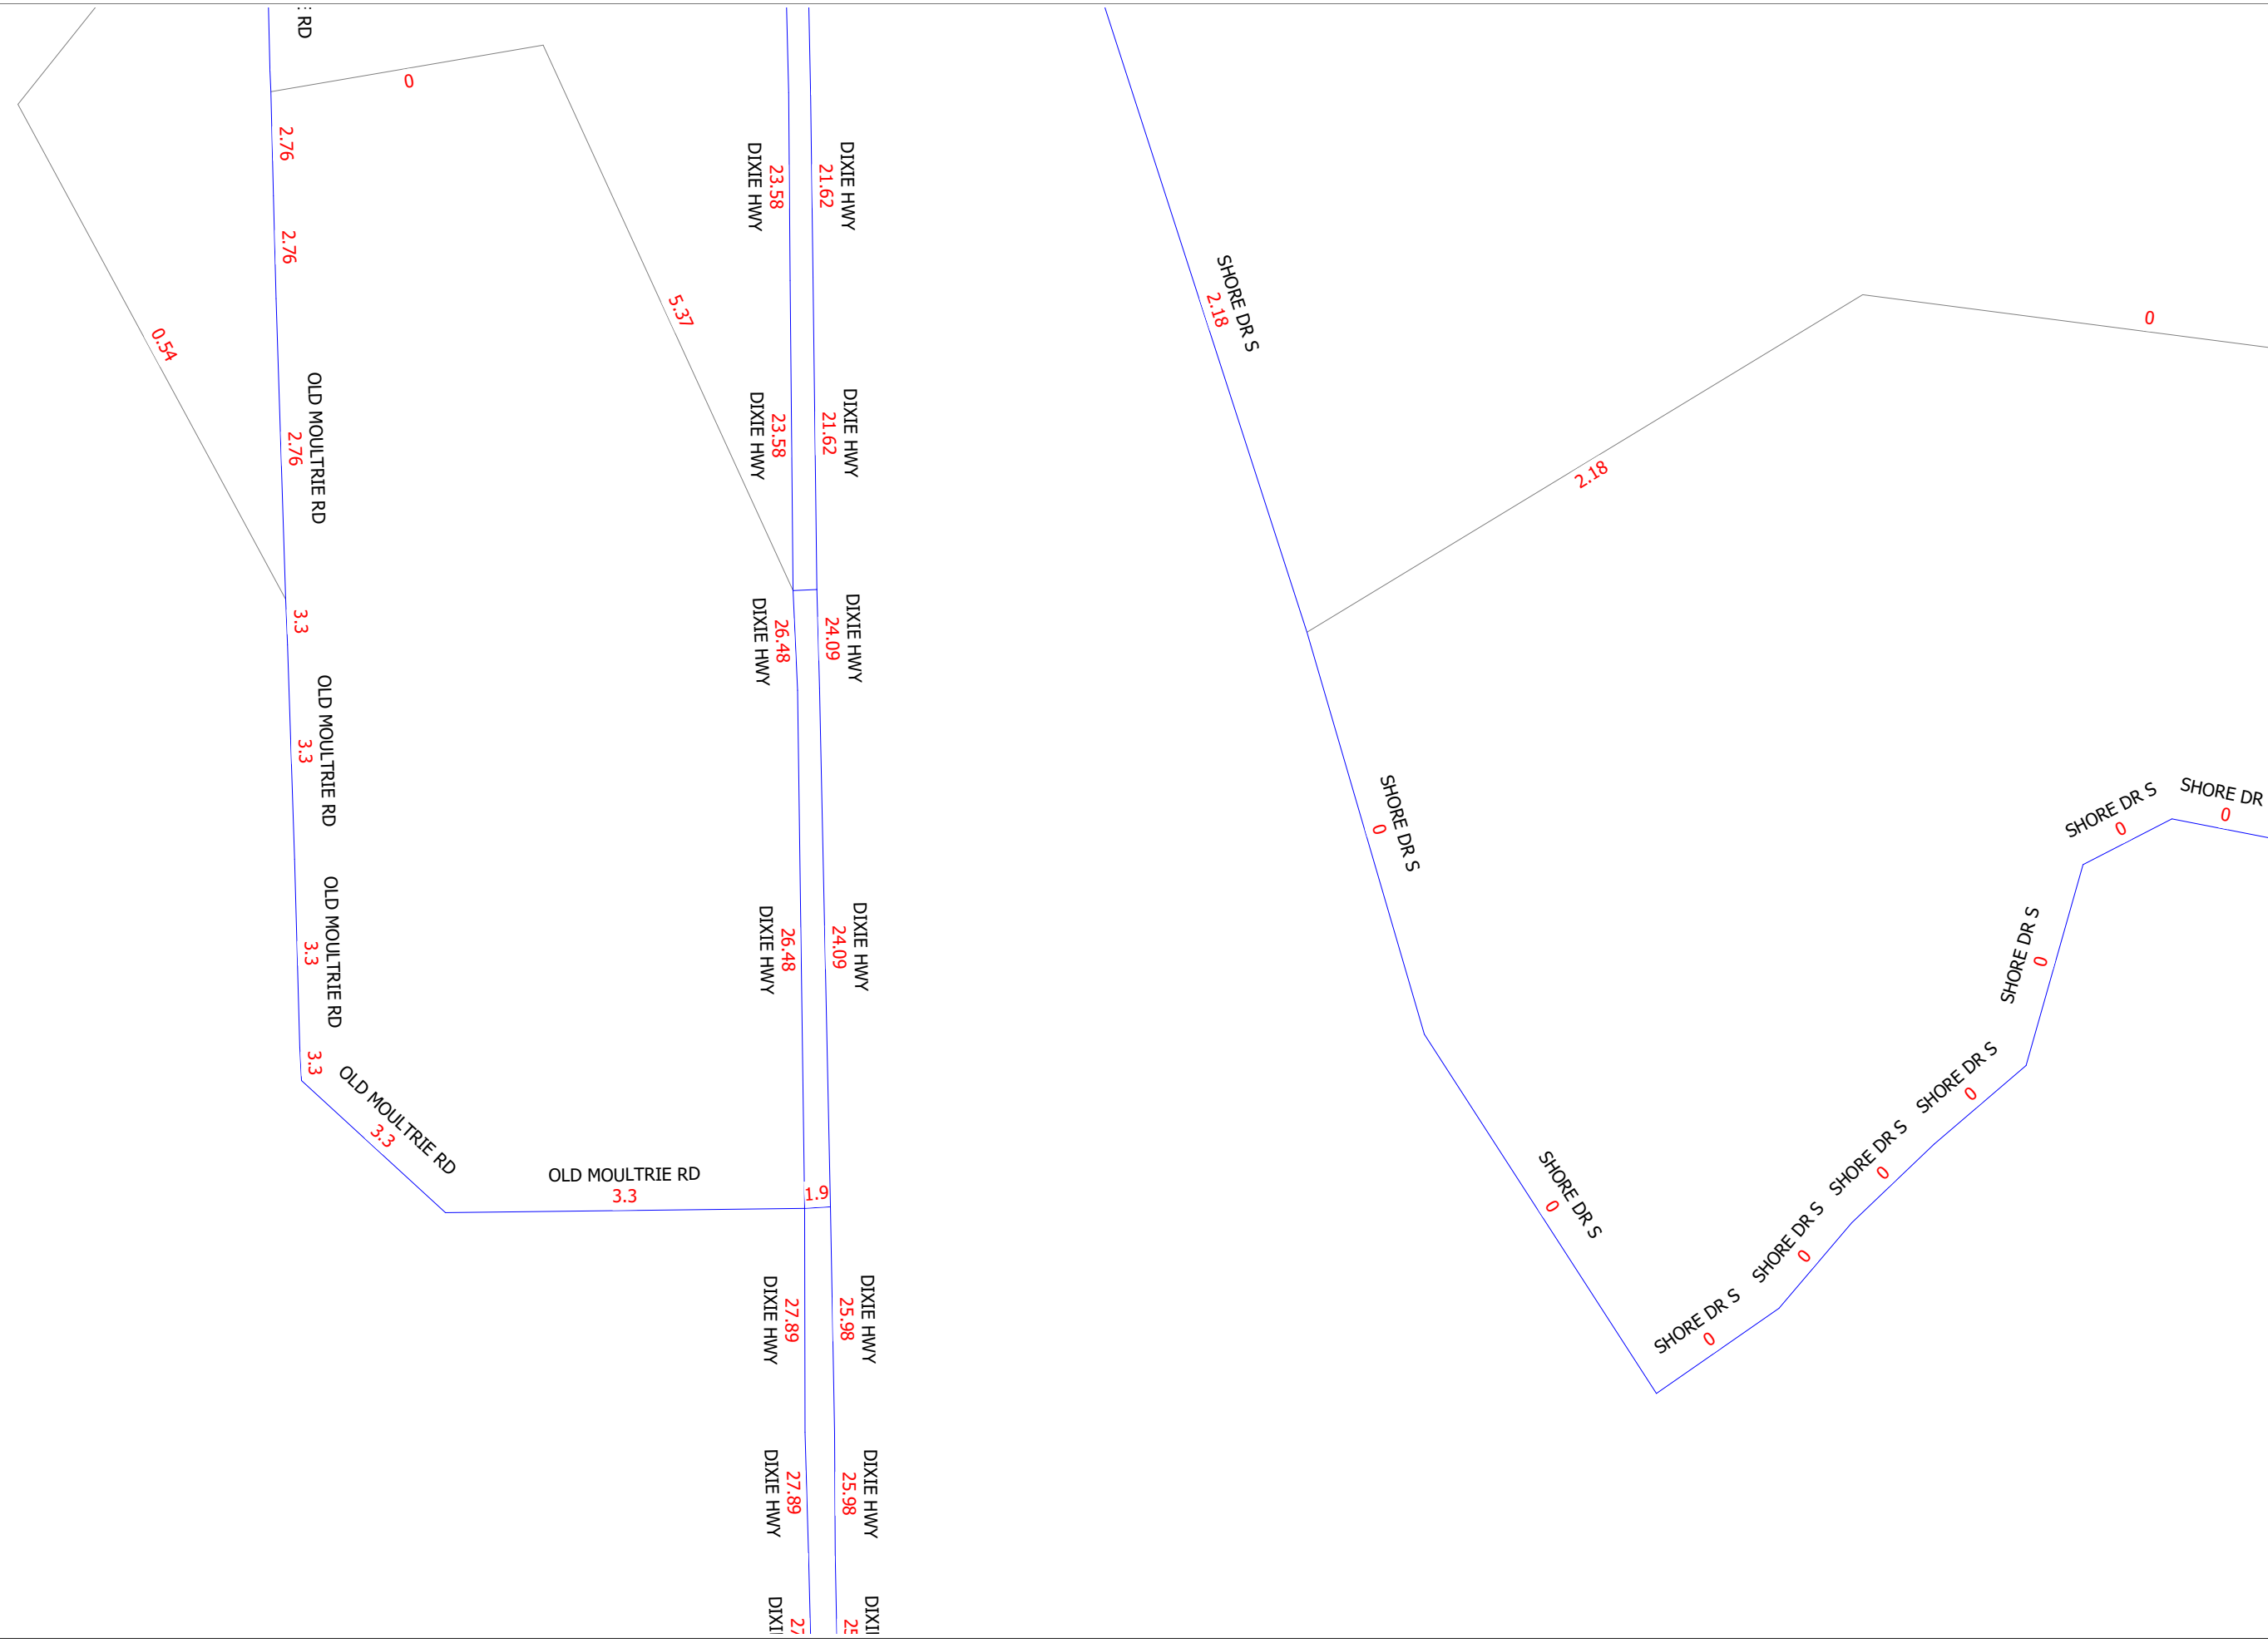 RD
0
2.76
2.76
0.54
OLD MOULTRIE RD
2.76
5.37
DIXIE HWY
23.58
21.62
DIXIE HWY
DIXIE HWY
23.58
21.62
DIXIE HWY
SHORE DR S
2.18
0
2.18
3.3
DIXIE HWY
26.48
24.09
DIXIE HWY
OLD MOULTRIE RD
3.3
SHORE DR S
0
SHORE DR S
0
SHORE DR
0
OLD MOULTRIE RD
3.3
DIXIE HWY
26.48
24.09
DIXIE HWY
SHORE DR S
0
3.3
OLD MOULTRIE RD
3.3
SHORE DR S
0
SHORE DR S
0
OLD MOULTRIE RD
3.3
1.9
SHORE DR S
0
SHORE DR S
0
DIXIE HWY
27.89
25.98
DIXIE HWY
SHORE DR S
0
DIXIE HWY
27.89
25.98
DIXIE HWY
DIXI
27
25
DIXI